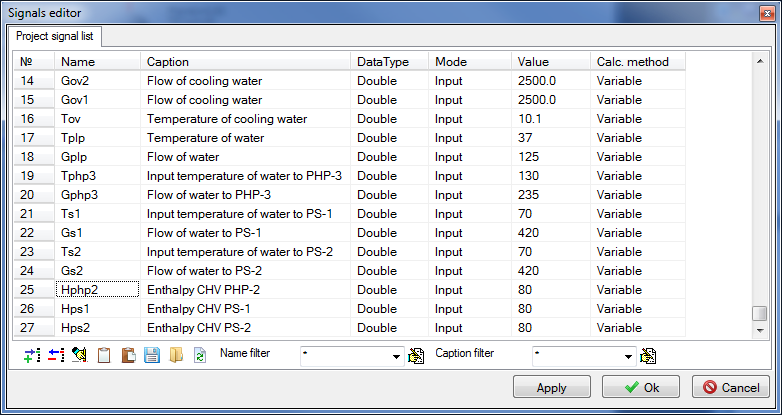 Signals editor
Project signal list
№ Name Caption DataType Mode Value Calc. method
14 Gov2 Flow of cooling water Double Input 2500.0 Variable
15 Gov1 Flow of cooling water Double Input 2500.0 Variable
16 Tov Temperature of cooling water Double Input 10.1 Variable
17 Tplp Temperature of water Double Input 37 Variable
18 Gplp Flow of water Double Input 125 Variable
19 Tphp3 Input temperature of water to PHP-3 Double Input 130 Variable
20 Gphp3 Flow of water to PHP-3 Double Input 235 Variable
21 Ts1 Input temperature of water to PS-1 Double Input 70 Variable
22 Gs1 Flow of water to PS-1 Double Input 420 Variable
23 Ts2 Input temperature of water to PS-2 Double Input 70 Variable
24 Gs2 Flow of water to PS-2 Double Input 420 Variable
25 Hphp2 Enthalpy CHV PHP-2 Double Input 80 Variable
26 Hps1 Enthalpy CHV PS-1 Double Input 80 Variable
27 Hps2 Enthalpy CHV PS-2 Double Input 80 Variable
Name filter * Caption filter *
Apply Ok Cancel